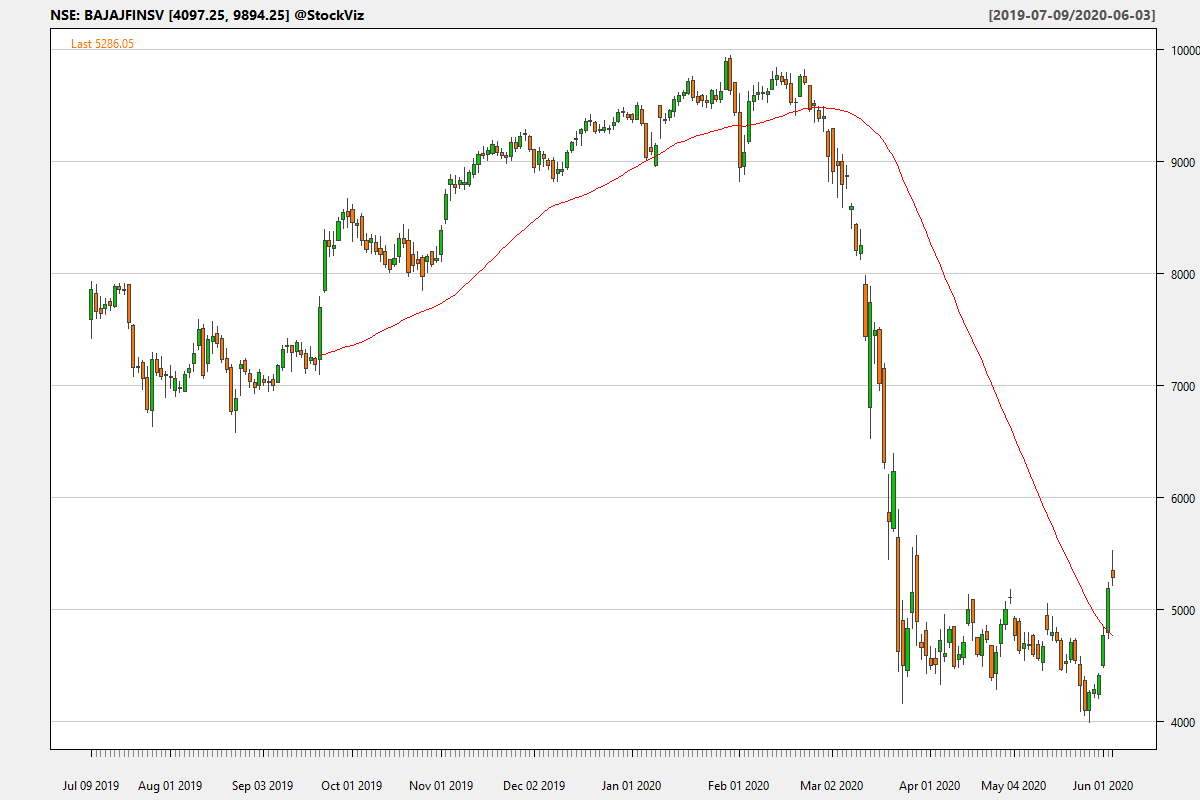 NSE: BAJAJFINSV [4097.25, 9894.25] @StockViz
[2019-07-09/2020-06-03]
Last 5286.05
10000
9000
8000
7000
6000
5000
4000
Jul 09 2019 Aug 01 2019 Sep 03 2019 Oct 01 2019 Nov 01 2019 Dec 02 2019 Jan 01 2020 Feb 01 2020 Mar 02 2020 Apr 01 2020 May 04 2020 Jun 01 2020